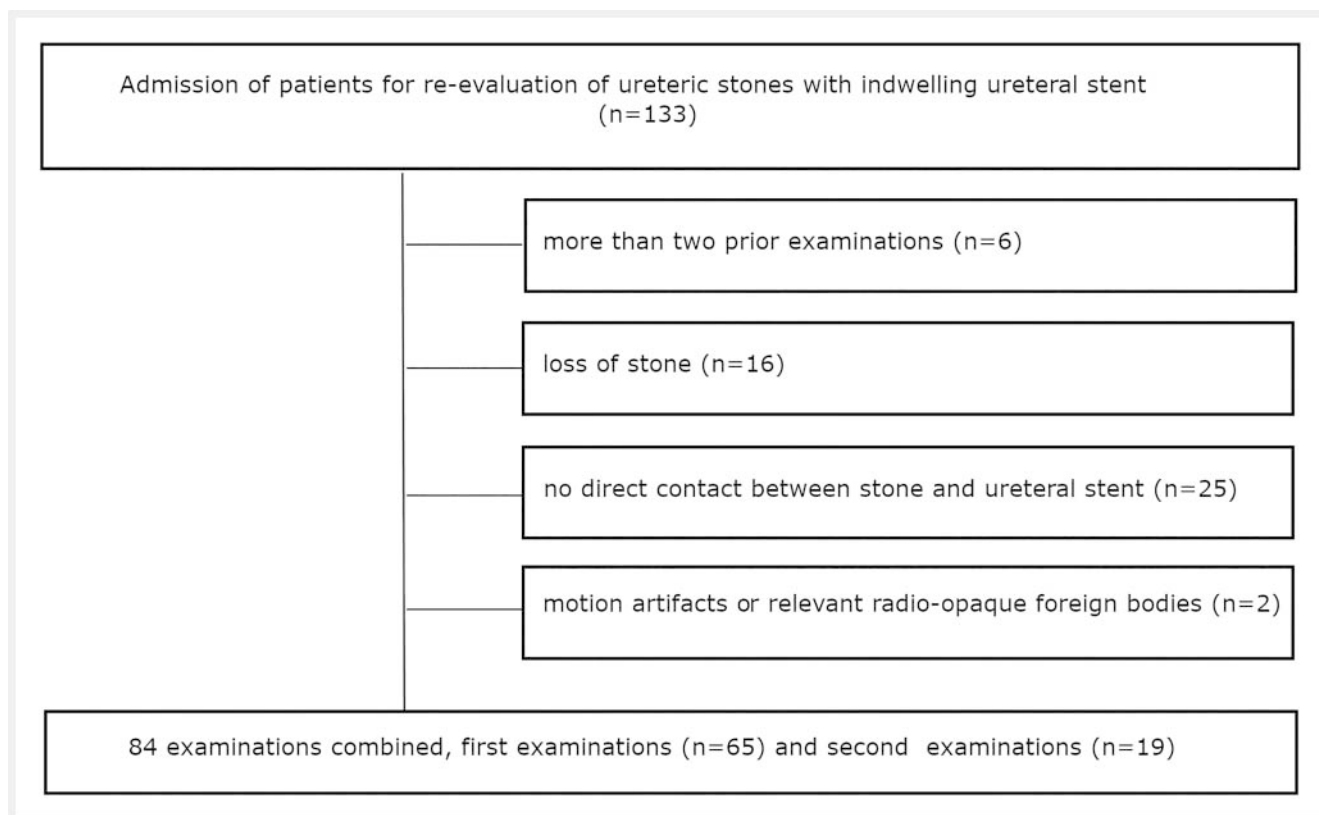 Admission of patients for re-evaluation of ureteric stones with indwelling ureteral stent
(n=133)
more than two prior examinations (n=6)
loss of stone (n=16)
no direct contact between stone and ureteral stent (n=25)
motion artifacts or relevant radio-opaque foreign bodies (n=2)
84 examinations combined, first examinations (n=65) and second examinations (n=19)